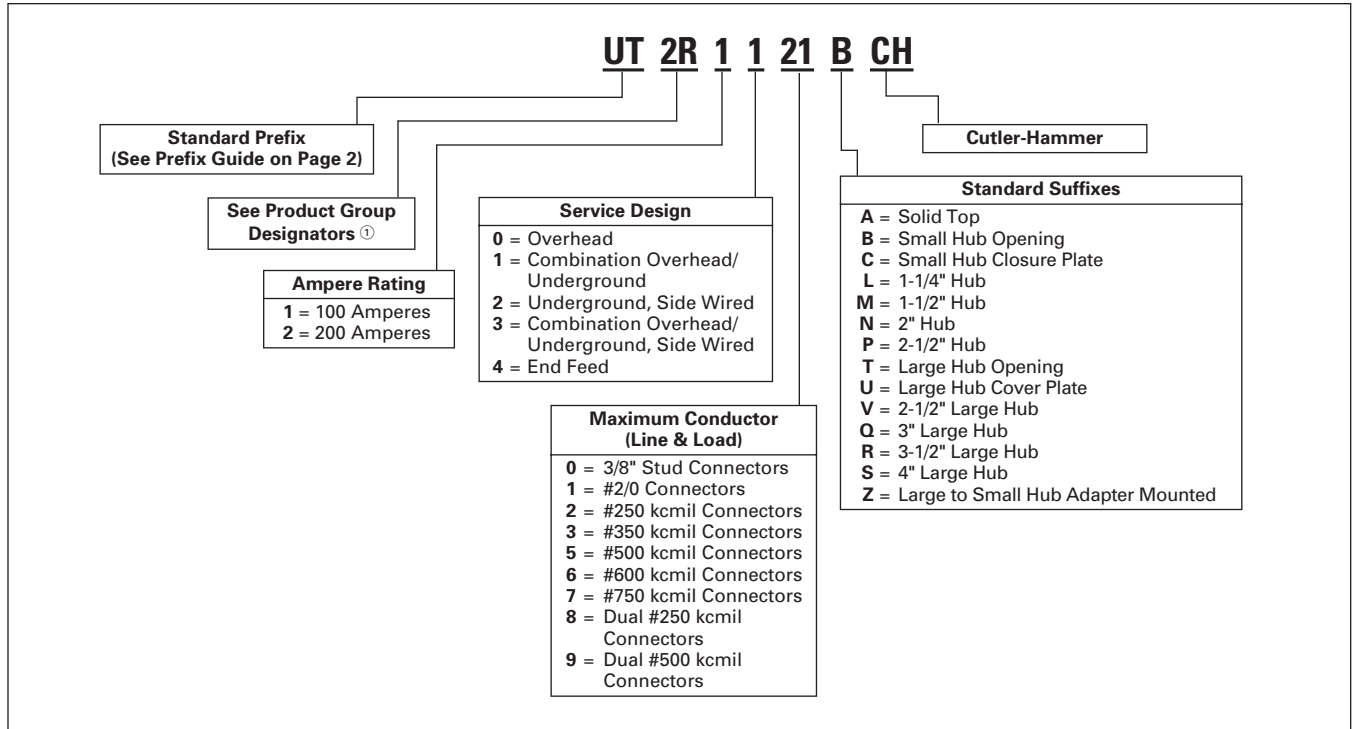 UT 2R 1 1 21 B CH
Standard Prefix
(See Prefix Guide on Page 2)
See Product Group
Designators ①
Ampere Rating
1 = 100 Amperes
2 = 200 Amperes
Service Design
0 = Overhead
1 = Combination Overhead/
Underground
2 = Underground, Side Wired
3 = Combination Overhead/
Underground, Side Wired
4 = End Feed
Maximum Conductor
(Line & Load)
0 = 3/8" Stud Connectors
1 = #2/0 Connectors
2 = #250 kcmil Connectors
3 = #350 kcmil Connectors
5 = #500 kcmil Connectors
6 = #600 kcmil Connectors
7 = #750 kcmil Connectors
8 = Dual #250 kcmil
Connectors
9 = Dual #500 kcmil
Connectors
Cutler-Hammer
Standard Suffixes
A = Solid Top
B = Small Hub Opening
C = Small Hub Closure Plate
L = 1-1/4" Hub
M = 1-1/2" Hub
N = 2" Hub
P = 2-1/2" Hub
T = Large Hub Opening
U = Large Hub Cover Plate
V = 2-1/2" Large Hub
Q = 3" Large Hub
R = 3-1/2" Large Hub
S = 4" Large Hub
Z = Large to Small Hub Adapter Mounted